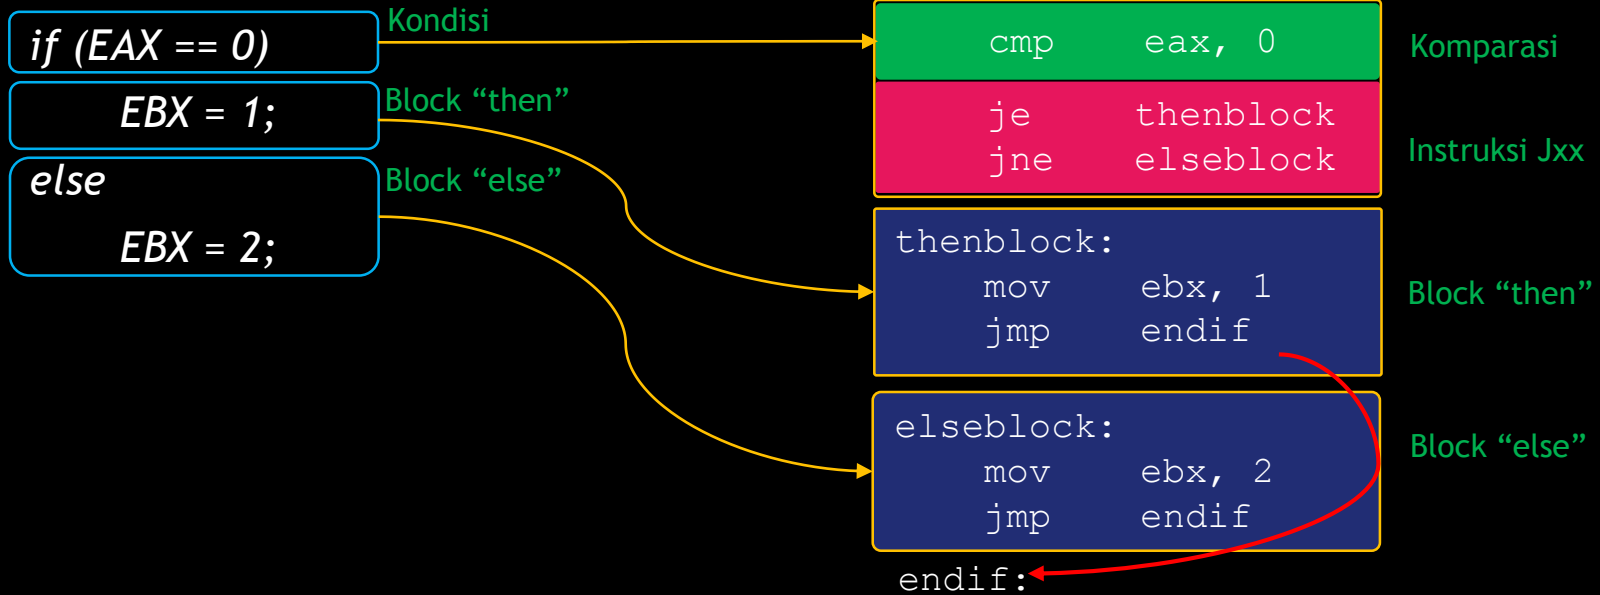 if (EAX == 0)
EBX = 1;
else
EBX = 2;
Kondisi
Block “then”
Block “else”
cmp eax, 0
je thenblock
jne elseblock
thenblock:
mov ebx, 1
jmp endif
elseblock:
mov ebx, 2
jmp endif
endif:
Komparasi
Instruksi Jxx
Block “then”
Block “else”